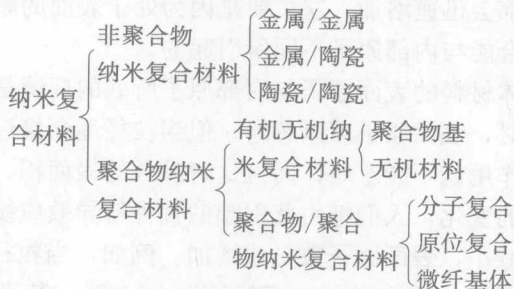 非聚合物
纳米复合材料
金属/金属
金属/陶瓷
陶瓷/陶瓷
纳米复
合材料
聚合物纳米
复合材料
有机无机纳
米复合材料
聚合物基
无机材料
聚合物/聚合
物纳米复合材料
分子复合
原位复合
微纤基体